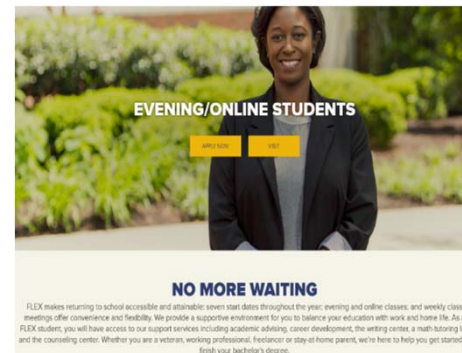 EVENING/ONLINE STUDENTS
APPLY NOW
VISIT
NO MORE WAITING
FLEX makes returning to school accessible and attainable: seven start dates throughout the year; evening and online classes; and weekly class
meetings offer convenience and flexibility. We provide a supportive environment for you to balance your education with work and home life. As a
FLEX student, you will have access to our support services including academic advising, career development, the writing center, a math tutoring
and the counseling center. Whether you are a veteran, working professional, freelancer or stay-at-home parent, we're here to help you get started
finish your bachelor's degree.